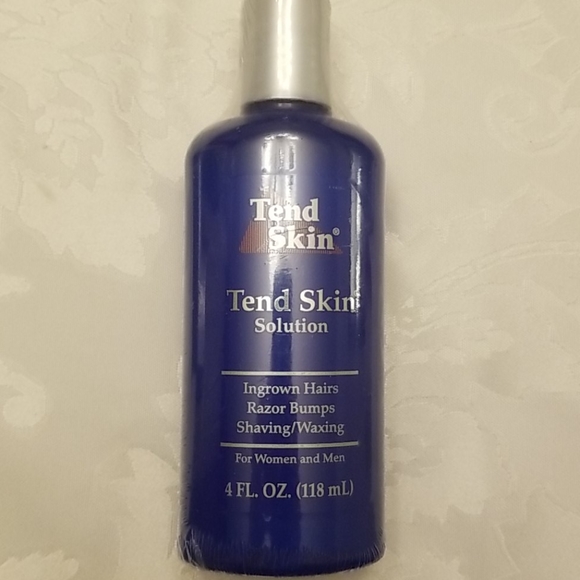 Tend
Skin®
Tend Skin
Solution
Ingrown Hairs
Razor Bumps
Shaving/Waxing
For Women and Men
4 FL. OZ. (118 mL)